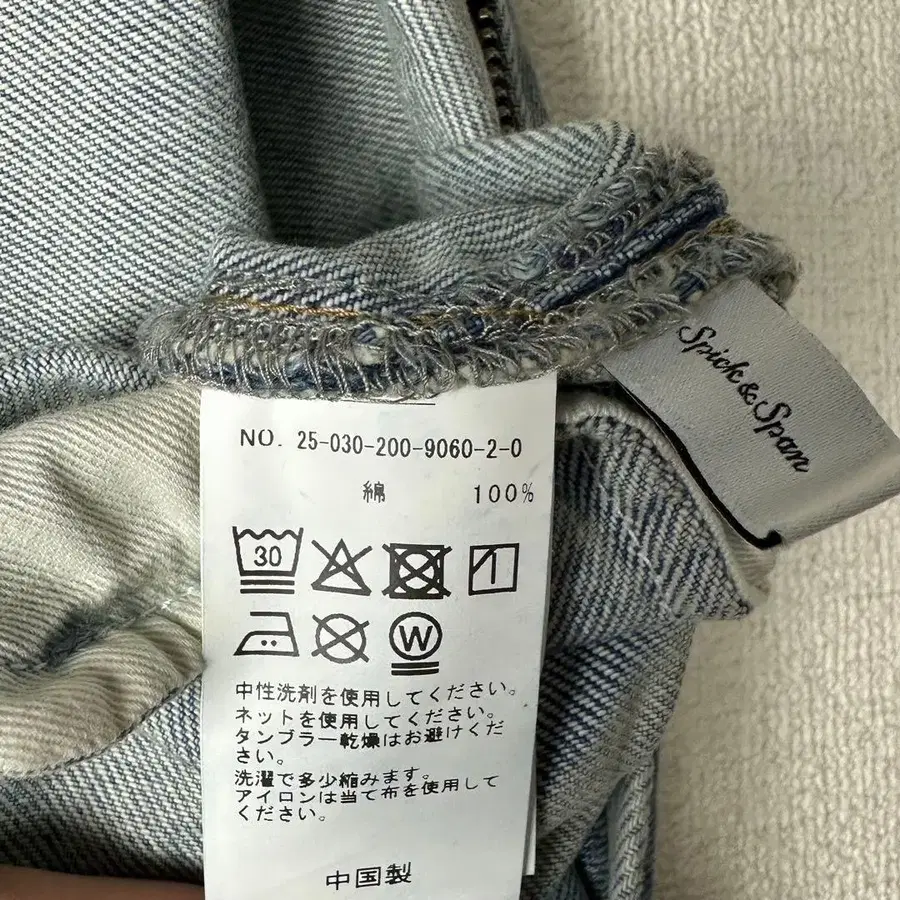 Spick & Span
NO. 25-030-200-9060-2-0
綿 100%
30
W
中性洗剤を使用してください。
ネットを使用してください。
タンブラー乾燥はお避けくだ
さい。
洗濯で多少縮みます。
アイロンは当て布を使用して
ください。
中国製